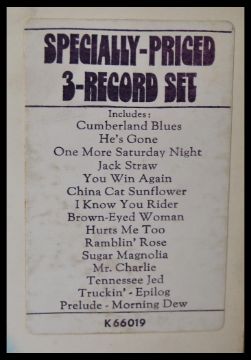 SPECIALLY-PRICED
3-RECORD SET
Includes:
Cumberland Blues
He's Gone
One More Saturday Night
Jack Straw
You Win Again
China Cat Sunflower
I Know You Rider
Brown-Eyed Woman
Hurts Me Too
Ramblin' Rose
Sugar Magnolia
Mr. Charlie
Tennessee Jed
Truckin' - Epilog
Prelude - Morning Dew
K66019